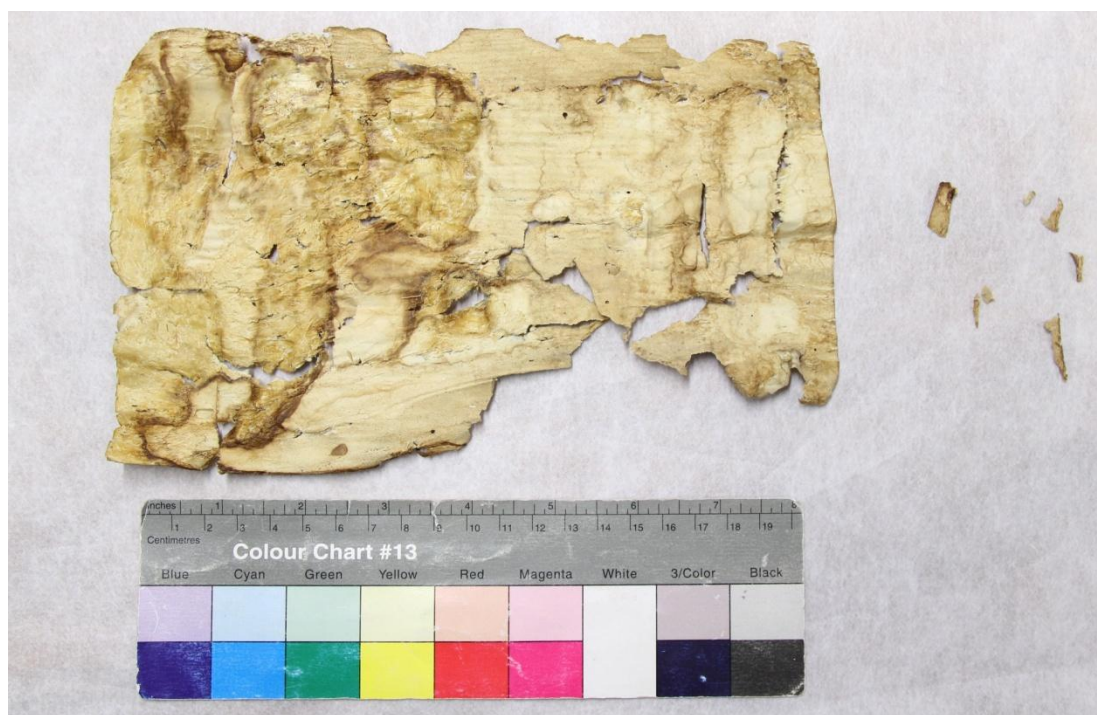 inches 1 2 3 4 5 6 7 8
1 2 3 4 5 6 7 8 9 10 11 12 13 14 15 16 17 18 19
Centimetres
Colour Chart #13
Blue Cyan Green Yellow Red Magenta White 3/Color Black